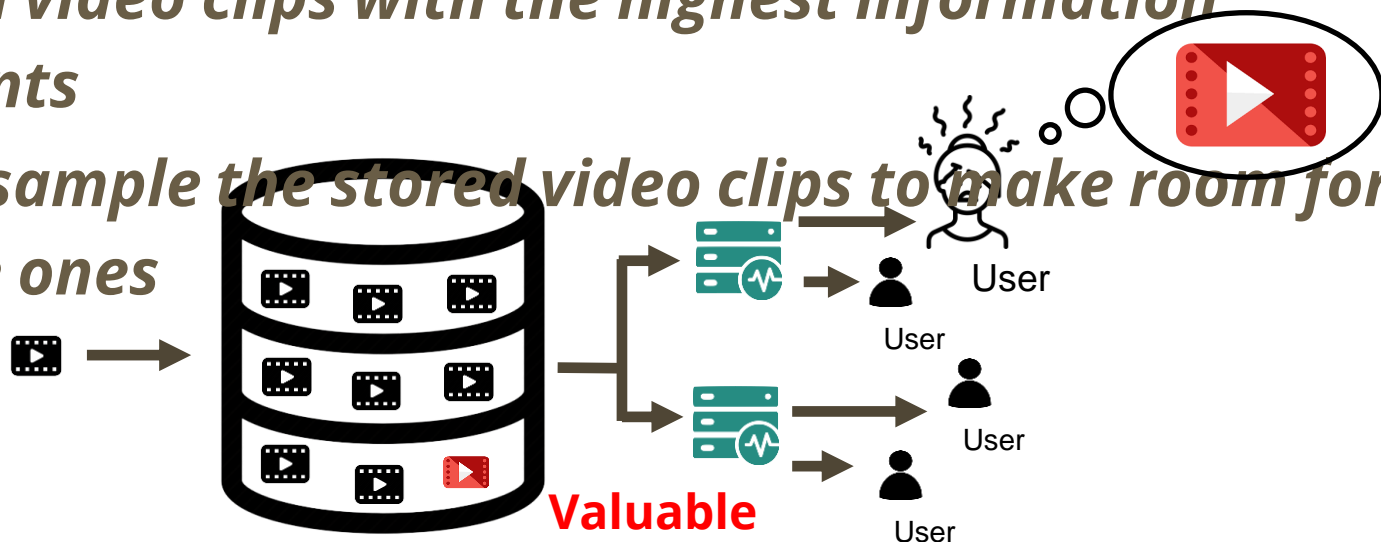 video clips with the highest information
nts
sample the stored video clips to make room for
ones
User
User
User
Valuable
User